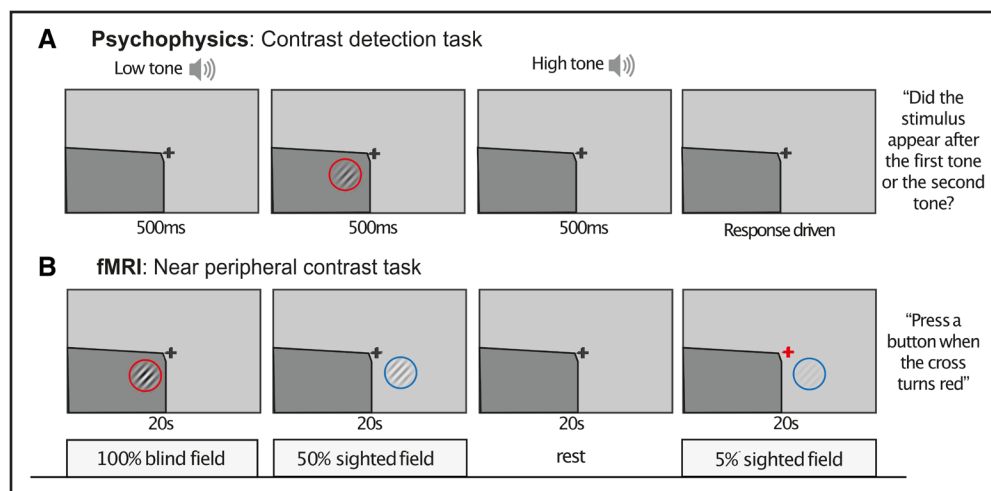 A Psychophysics: Contrast detection task
Low tone
High tone
500ms
500ms
500ms
Response driven
“Did the
stimulus
appear after
the first tone
or the second
tone?
B fMRI: Near peripheral contrast task
20s
20s
20s
20s
“Press a
button when
the cross
turns red”
100% blind field
50% sighted field
rest
5% sighted field